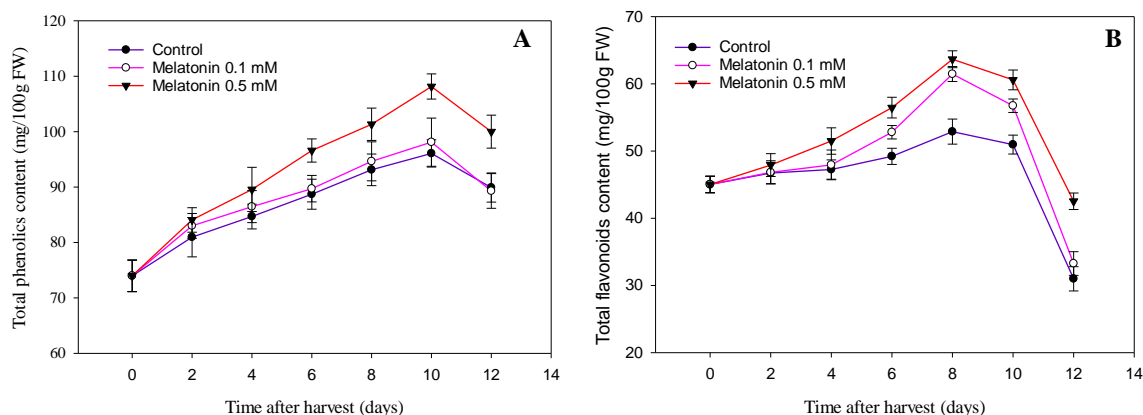 A
Control
Melatonin 0.1 mM
Melatonin 0.5 mM
Total phenolics content (mg/100g FW)
120
110
100
90
80
70
60
0 2 4 6 8 10 12 14
Time after harvest (days)
B
Control
Melatonin 0.1 mM
Melatonin 0.5 mM
Total flavonoids content (mg/100g FW)
70
60
50
40
30
20
0 2 4 6 8 10 12 14
Time after harvest (days)